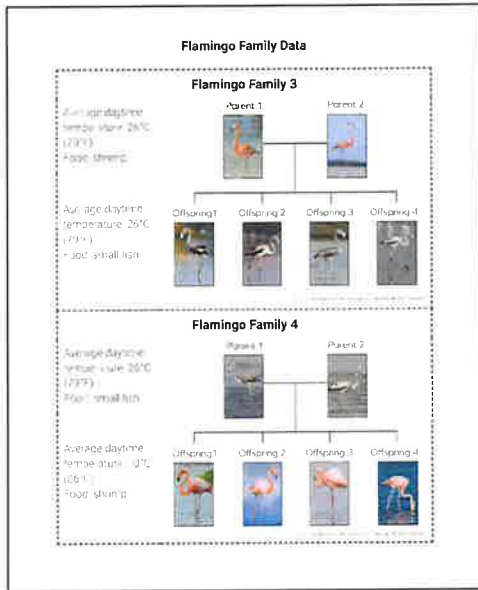 Flamingo Family Data
Flamingo Family 3
Parent 1
Parent 2
Average daytime
temperature: 26°C
(79°F)
Food: shrimp
Average daytime
temperature: 26°C
(79°F)
Food: small fish
Offspring 1
Offspring 2
Offspring 3
Offspring 4
Flamingo Family 4
Parent 1
Parent 2
Average daytime
temperature: 26°C
(79°F)
Food: small fish
Average daytime
temperature:
Food: shrimp
Offspring 1
Offspring 2
Offspring 3
Offspring 4